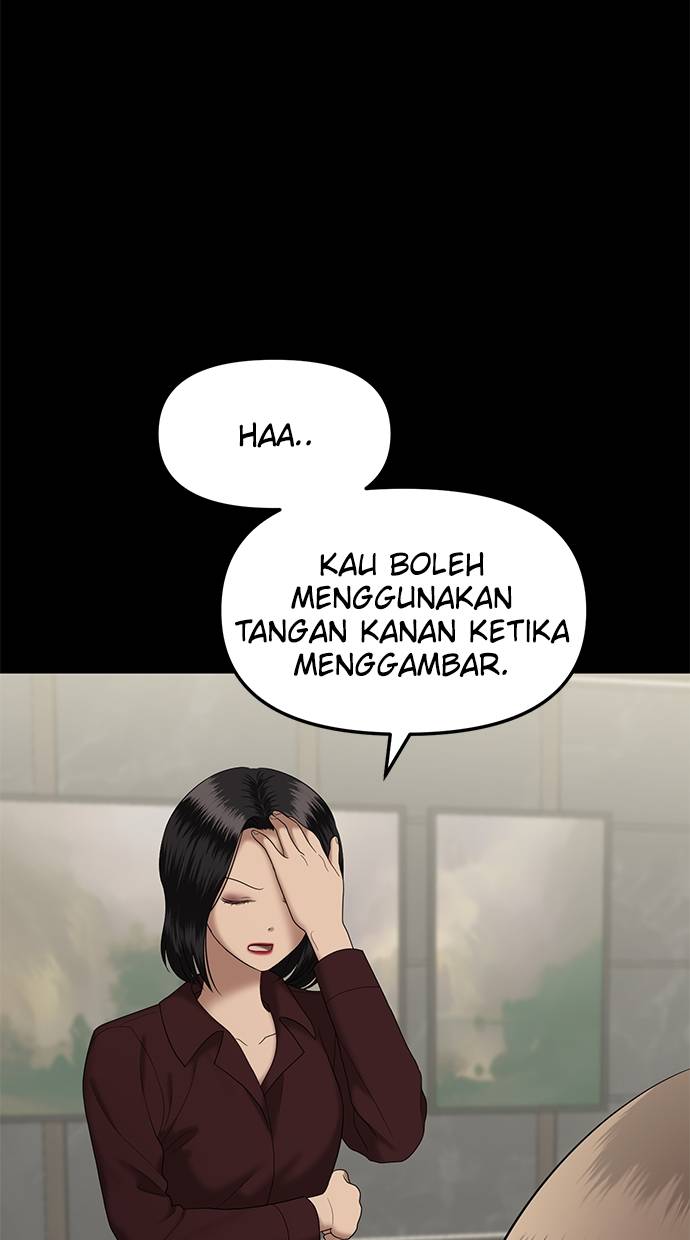 HAA..
KAU BOLEH
MENGGUNAKAN
TANGAN KANAN KETIKA
MENGGAMBAR.